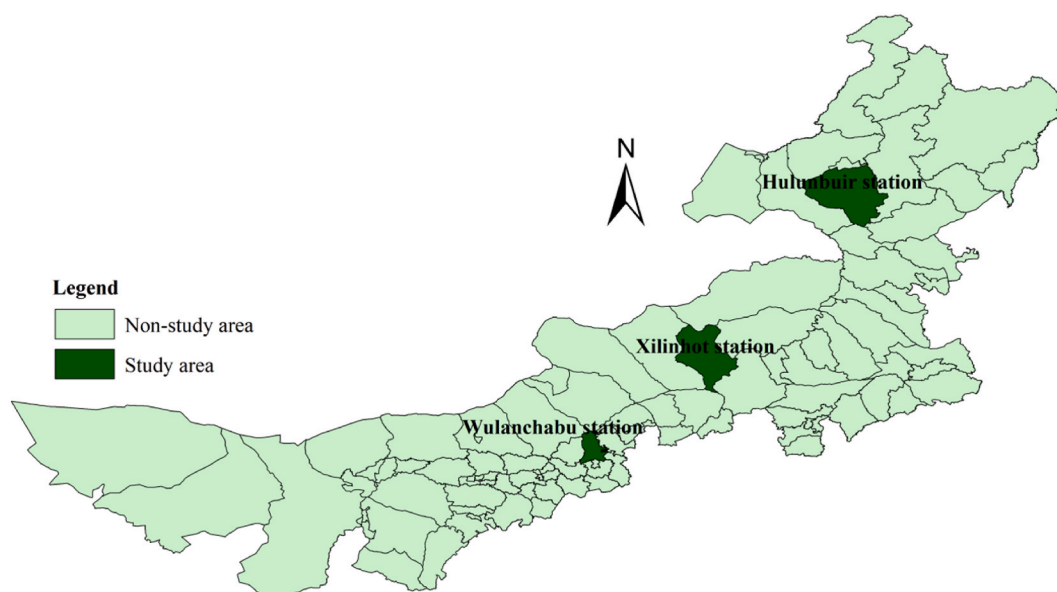 N
Hulunbuir station
Legend
Non-study area
Xilinhot station
Study area
Wulanchabu station